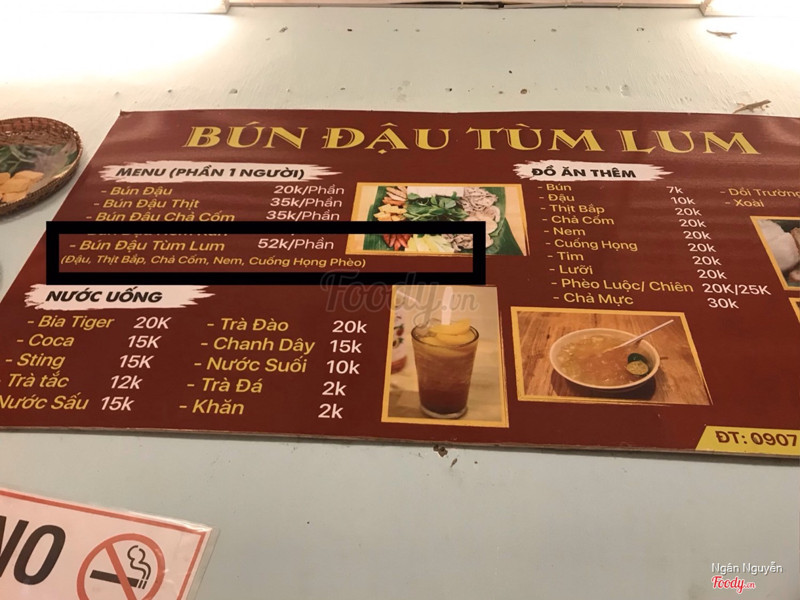 BÚN ĐẬU TÙM LUM
MENU (PHẦN 1 NGƯỜI)
- Bún Đậu 20k/Phần
- Bún Đậu Thịt 35k/Phần
- Bún Đậu Chả Cốm 35k/Phần
- Bún Đậu Tùm Lum 52k/Phần
(Đậu, Thịt Bắp, Chả Cốm, Nem, Cuống Họng Phèo)
NƯỚC UỐNG
- Bia Tiger 20K
- Coca 15K
- Sting 15K
- Trà tắc 12k
Nước Sấu 15k
- Trà Đào 20k
- Chanh Dây 15k
- Nước Suối 10k
- Trà Đá 2k
- Khăn 2k
ĐỒ ĂN THÊM
- Bún 7k
- Đậu 10k
- Thịt Bắp 20k
- Chả Cốm 20k
- Nem 20k
- Cuống Họng 20k
- Tim 20k
- Lưỡi 20k
- Phèo Luộc/ Chiên 20K/25K
- Chả Mực 30k
- Dồi Trường
- Xoài
ĐT: 0907
Foody.vn
NO
Ngân Nguyễn
Foody.vn